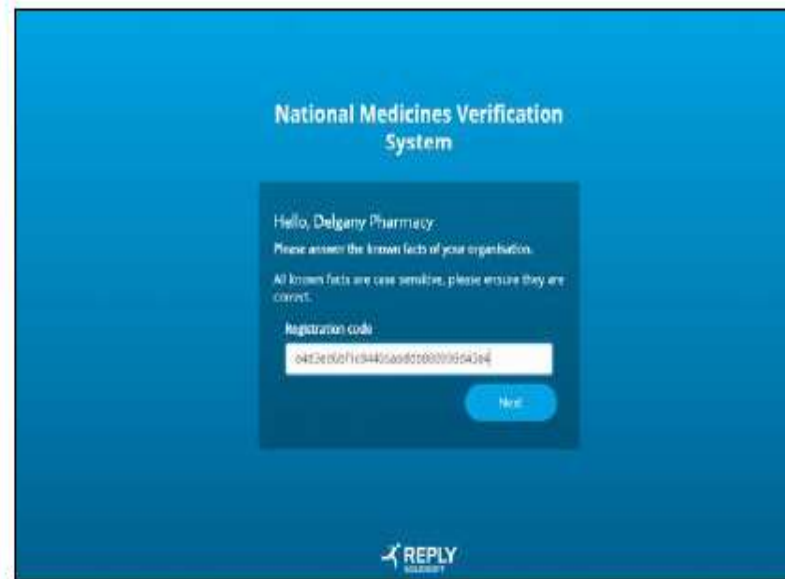 National Medicines Verification
System
Hello, Delgany Pharmacy
Please answer the known facts of your organisation.
All known facts are case sensitive, please ensure they are
correct.
Registration code
Next
REPLY
SOLIDSOFT